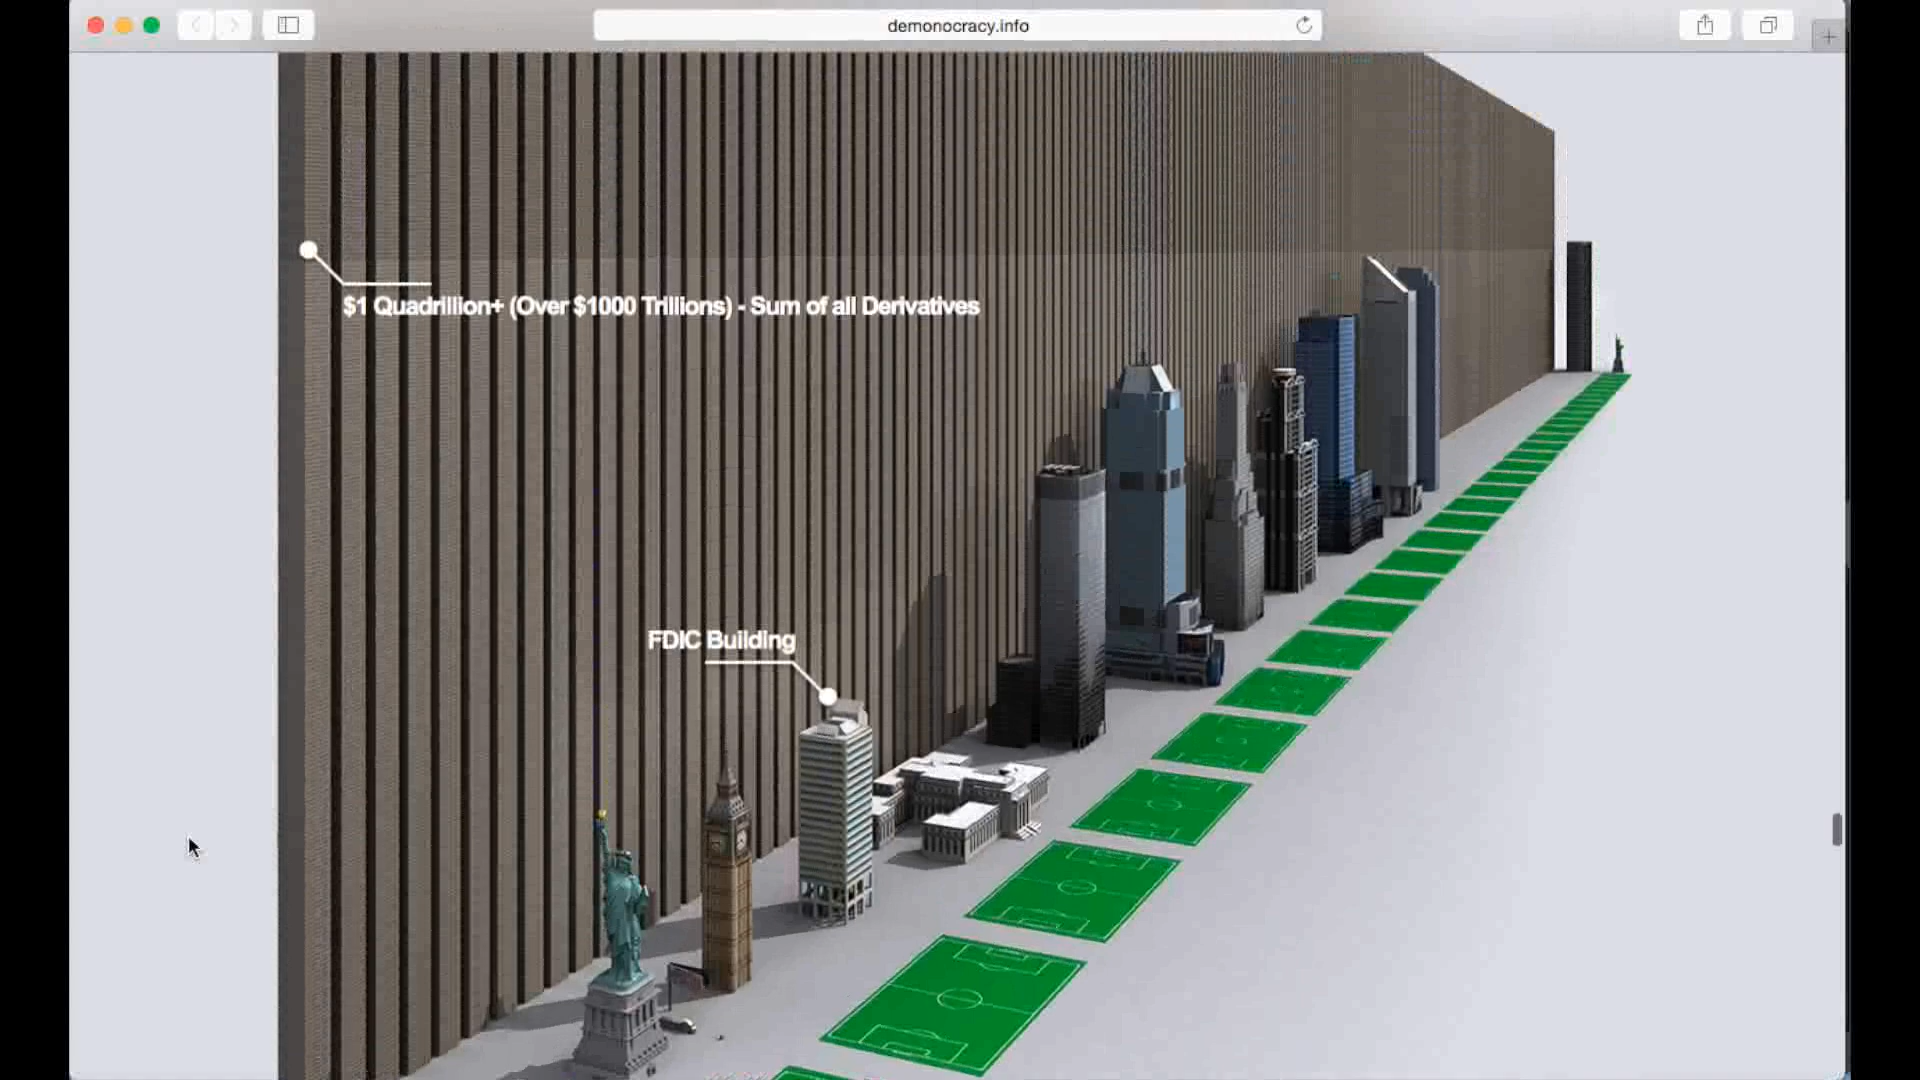 demonocracy.info
$1 Quadrillion+ (Over $1000 Trillions) - Sum of all Derivatives
FDIC Building